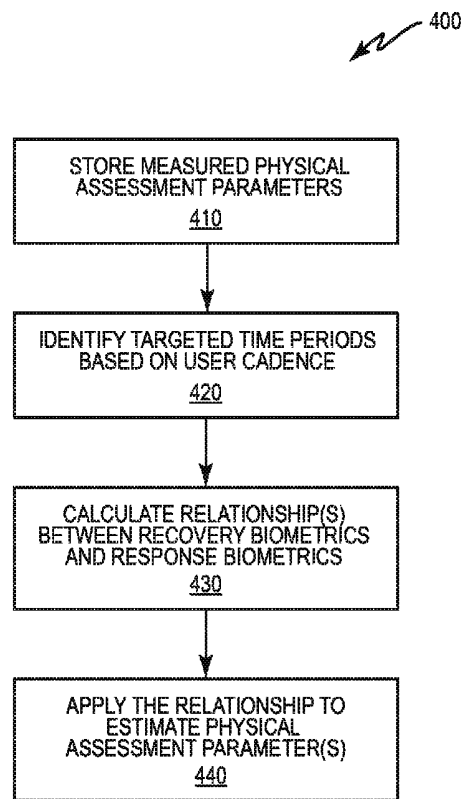 400
STORE MEASURED PHYSICAL
ASSESSMENT PARAMETERS
410
IDENTIFY TARGETED TIME PERIODS
BASED ON USER CADENCE
420
CALCULATE RELATIONSHIP(S)
BETWEEN RECOVERY BIOMETRICS
AND RESPONSE BIOMETRICS
430
APPLY THE RELATIONSHIP TO
ESTIMATE PHYSICAL
ASSESSMENT PARAMETER(S)
440